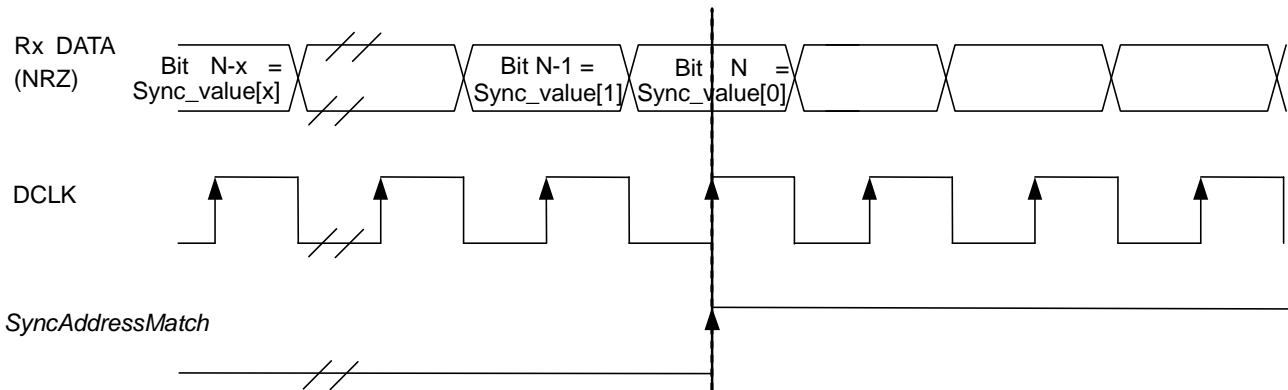 Rx DATA
(NRZ)
Bit N-x =
Sync_value[x]
Bit N-1 =
Sync_value[1]
Bit N =
Sync_value[0]
DCLK
SyncAddressMatch